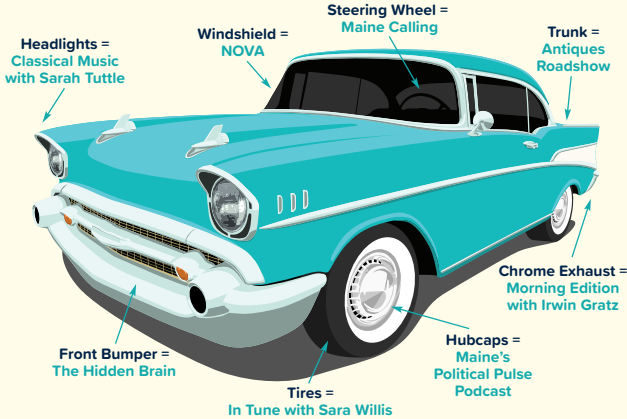 Steering Wheel =
Maine Calling
Windshield =
NOVA
Trunk =
Antiques
Roadshow
Headlights =
Classical Music
with Sarah Tuttle
Chrome Exhaust =
Morning Edition
with Irwin Gratz
Hubcaps =
Maine's
Political Pulse
Podcast
Front Bumper =
The Hidden Brain
Tires =
In Tune with Sara Willis